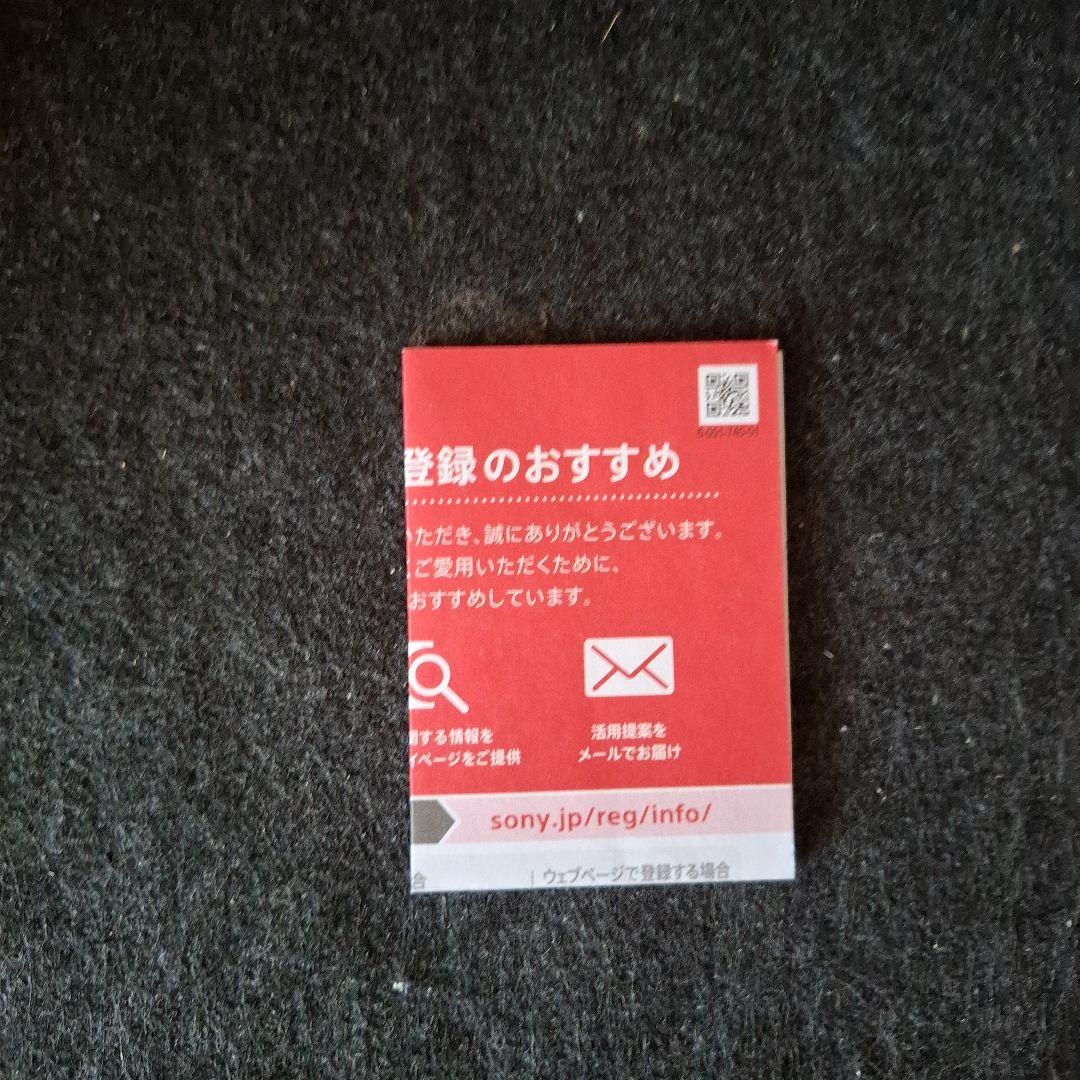 登録のおすすめ
いただき、誠にありがとうございます。
ご愛用いただくために、
おすすめしています。
する情報を
イページをご提供
活用提案を
メールでお届け
sony.jp/reg/info/
合
ウェブページで登録する場合